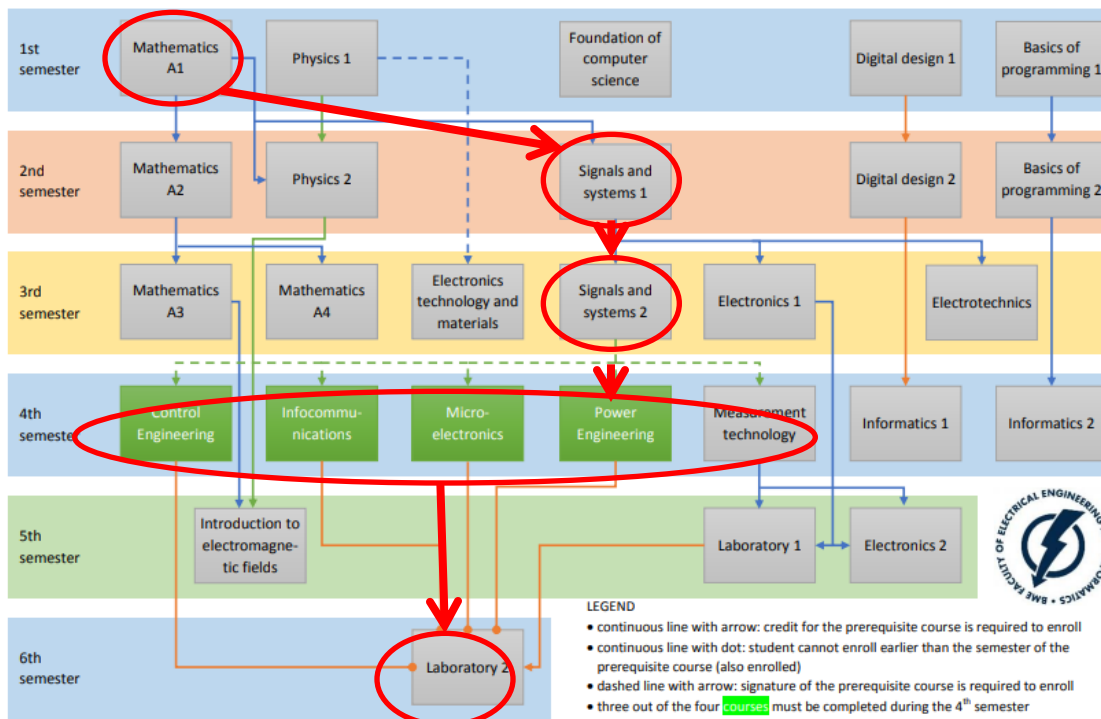 1st
semester
Mathematics
A1
Physics 1
Foundation of
computer
science
Digital design 1
Basics of
programming 1
2nd
semester
Mathematics
A2
Physics 2
Signals and
systems 1
Digital design 2
Basics of
programming 2
3rd
semester
Mathematics
A3
Mathematics
A4
Electronics
technology and
materials
Signals and
systems 2
Electronics 1
Electrotechnics
4th
semester
Control
Engineering
Infocommu-
nications
Micro-
electronics
Power
Engineering
Measurement
technology
Informatics 1
Informatics 2
5th
semester
Introduction to
electromagne-
tic fields
Laboratory 1
Electronics 2
6th
semester
Laboratory 2
LEGEND
• continuous line with arrow: credit for the prerequisite course is required to enroll
• continuous line with dot: student cannot enroll earlier than the semester of the
prerequisite course (also enrolled)
• dashed line with arrow: signature of the prerequisite course is required to enroll
• three out of the four courses must be completed during the 4th semester
BME FACULTY OF ELECTRICAL ENGINEERING